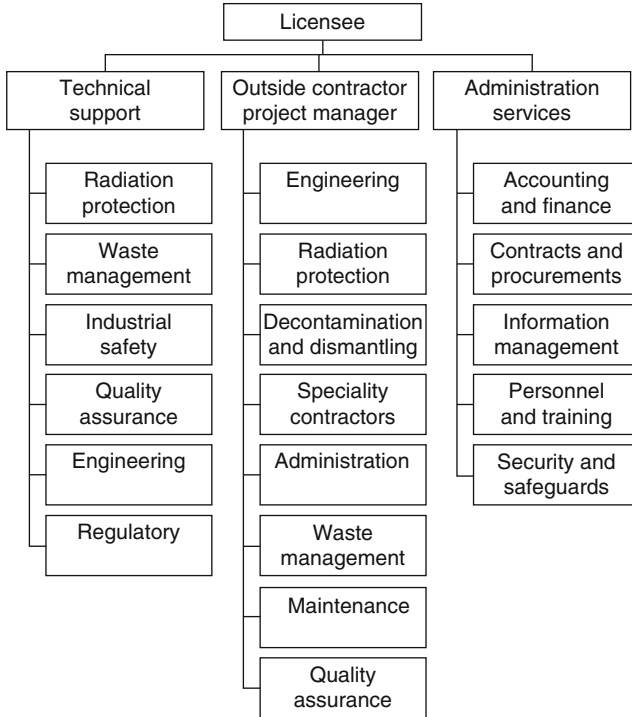 Licensee
Technical
support
Outside contractor
project manager
Administration
services
Radiation
protection
Waste
management
Industrial
safety
Quality
assurance
Engineering
Regulatory
Engineering
Radiation
protection
Decontamination
and dismantling
Speciality
contractors
Administration
Waste
management
Maintenance
Quality
assurance
Accounting
and finance
Contracts and
procurements
Information
management
Personnel
and training
Security and
safeguards